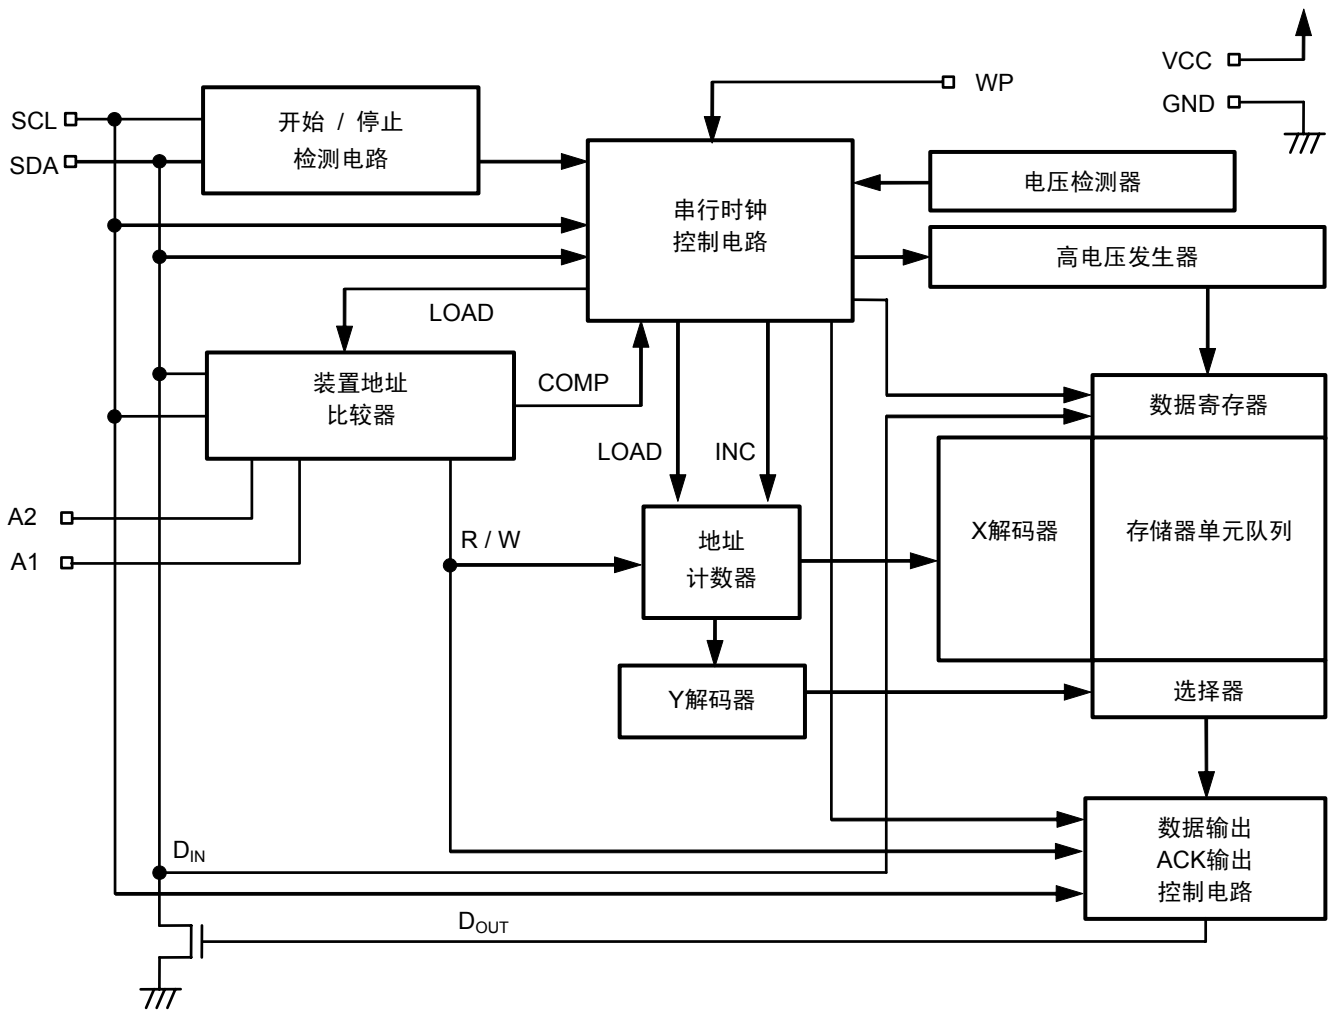 VCC
WP
GND
SCL
SDA
开始 / 停止
检测电路
串行时钟
控制电路
电压检测器
高电压发生器
LOAD
装置地址
比较器
COMP
数据寄存器
LOAD
INC
A2
A1
R / W
地址
计数器
X解码器
存储器单元队列
Y解码器
选择器
数据输出
ACK输出
控制电路
DIN
DOUT